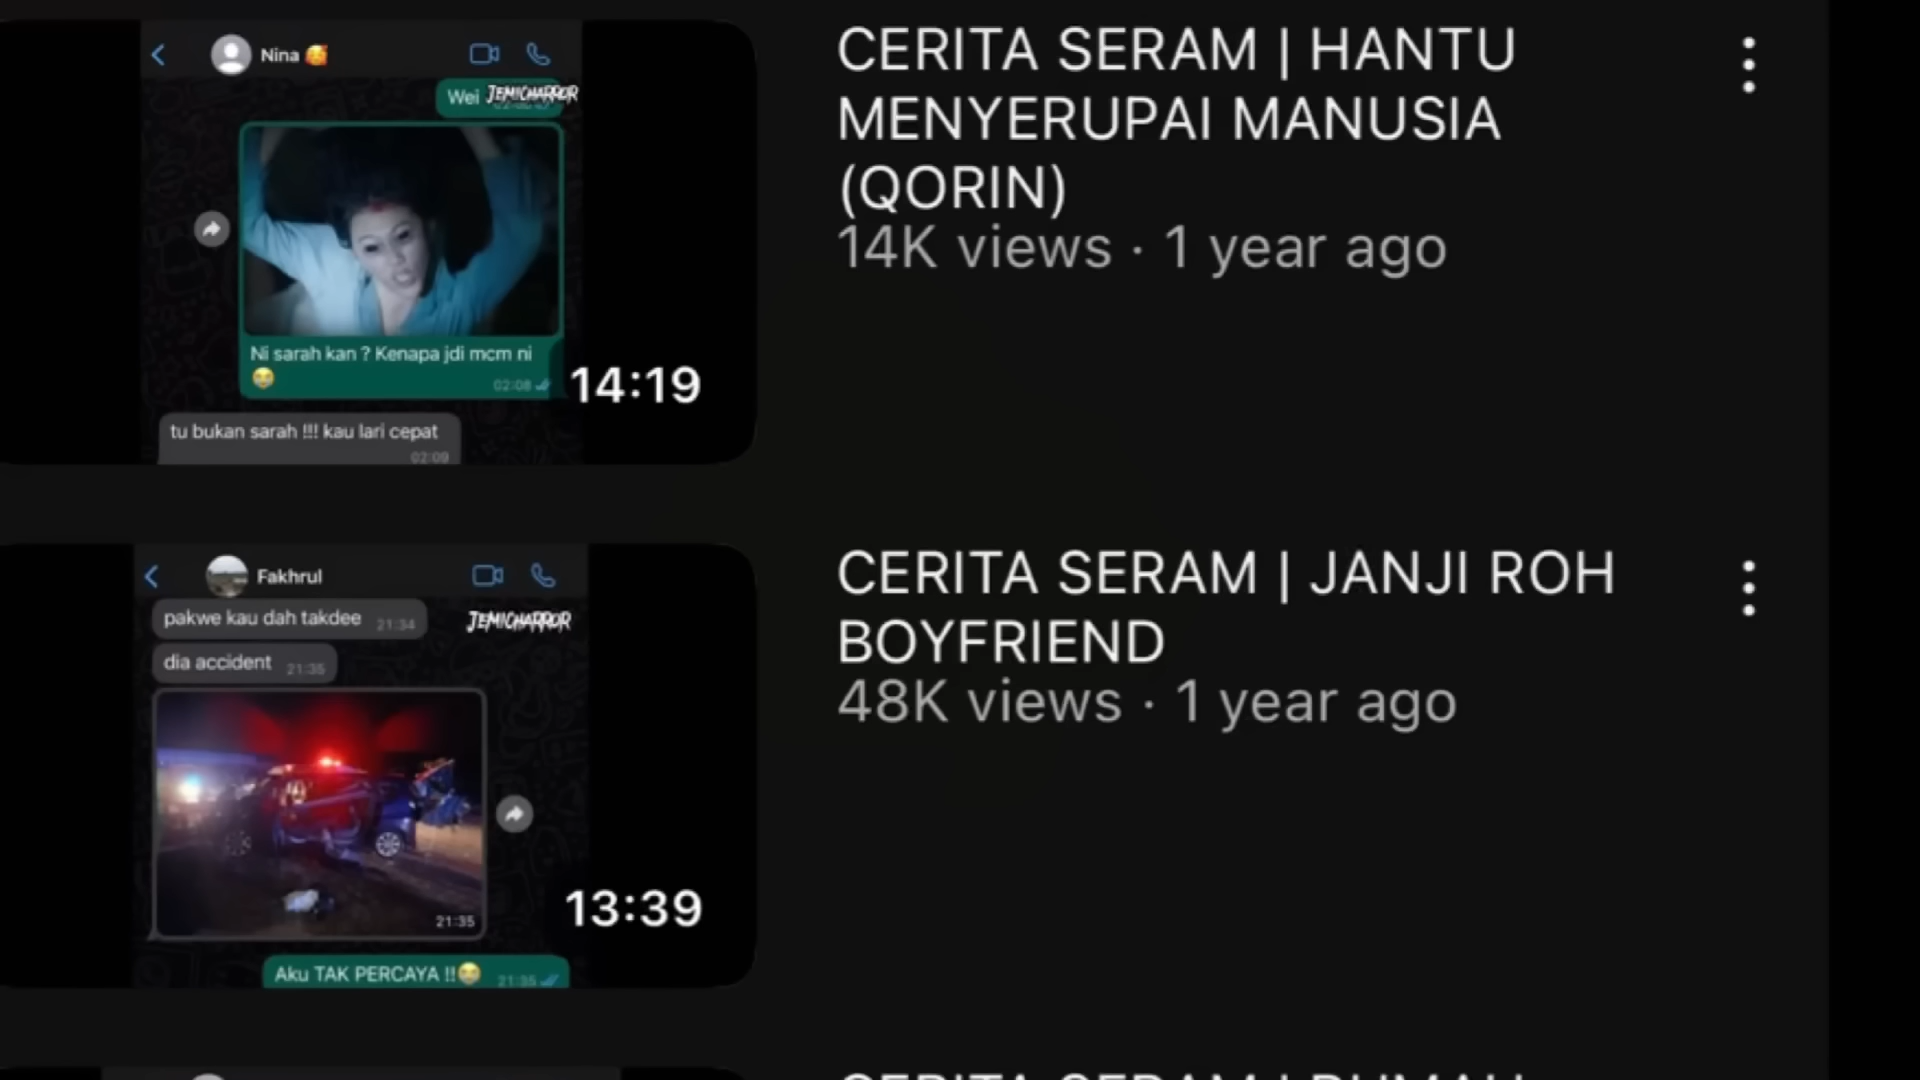 Nina 🥰
Wei
JEMICHARROR
Ni sarah kan ? Kenapa jdi mcm ni
😭
02:08
tu bukan sarah !!! kau lari cepat
02:09
14:19
CERITA SERAM | HANTU
MENYERUPAI MANUSIA
(QORIN)
14K views · 1 year ago
Fakhrul
pakwe kau dah takdee 21:34
JEMICHARROR
dia accident 21:35
21:35
Aku TAK PERCAYA !!😭 21:35
13:39
CERITA SERAM | JANJI ROH
BOYFRIEND
48K views · 1 year ago
CERITA SERAM | RUMAH